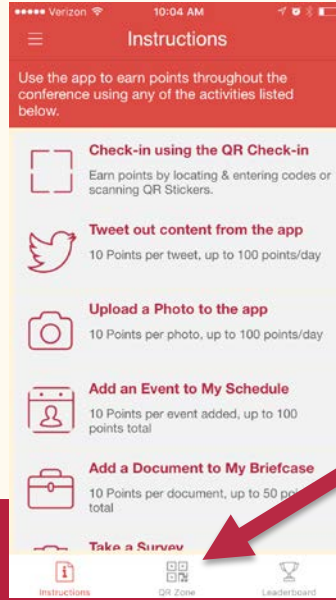 Verizon 10:04 AM
Instructions
Use the app to earn points throughout the
conference using any of the activities listed
below.
Check-in using the QR Check-in
Earn points by locating & entering codes or
scanning QR Stickers.
Tweet out content from the app
10 Points per tweet, up to 100 points/day
Upload a Photo to the app
10 Points per photo, up to 100 points/day
Add an Event to My Schedule
10 Points per event added, up to 100
points total
Add a Document to My Briefcase
10 Points per document, up to 50 po
total
Take a Survey
Instructions QR Zone Leaderboard